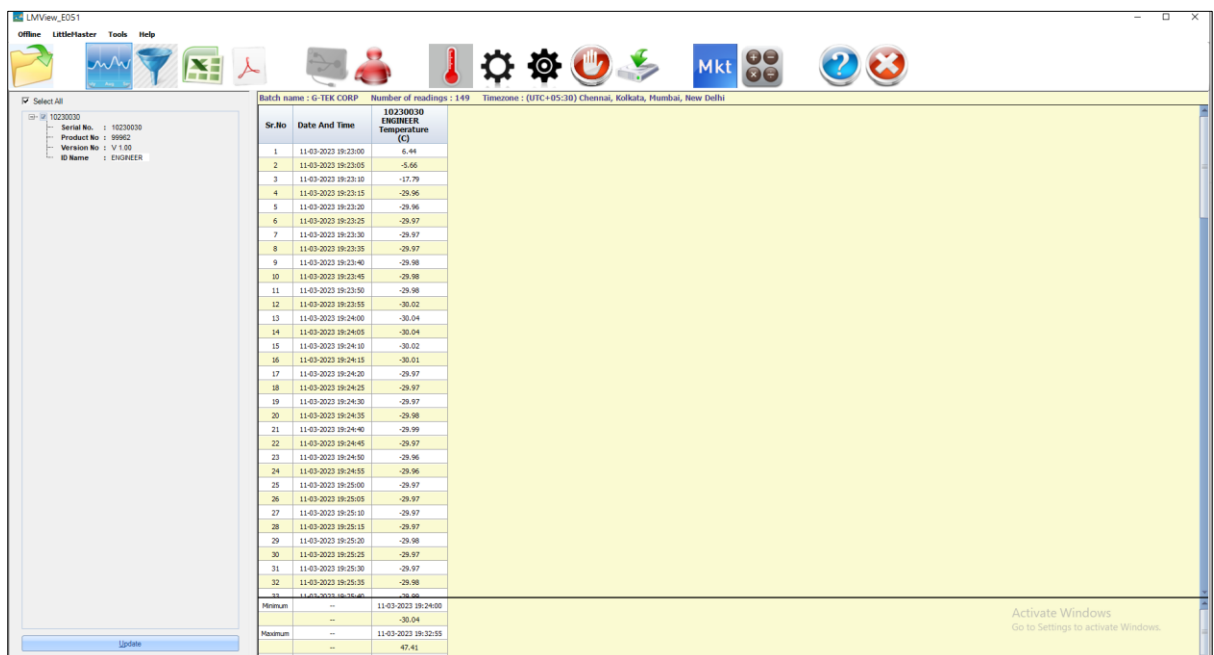 LMView_E051
Offline LittleMaster Tools Help
Mkt
Select All
10230030
Serial No. : 10230030
Product No : 99962
Version No : V 1.00
ID Name : ENGINEER
Update
Batch name : G-TEK CORP Number of readings : 149 Timezone : (UTC+05:30) Chennai, Kolkata, Mumbai, New Delhi
Sr.No Date And Time 10230030 ENGINEER Temperature (C)
1 11-03-2023 19:23:00 6.44
2 11-03-2023 19:23:05 -5.66
3 11-03-2023 19:23:10 -17.79
4 11-03-2023 19:23:15 -29.96
5 11-03-2023 19:23:20 -29.96
6 11-03-2023 19:23:25 -29.97
7 11-03-2023 19:23:30 -29.97
8 11-03-2023 19:23:35 -29.97
9 11-03-2023 19:23:40 -29.98
10 11-03-2023 19:23:45 -29.98
11 11-03-2023 19:23:50 -29.98
12 11-03-2023 19:23:55 -30.02
13 11-03-2023 19:24:00 -30.04
14 11-03-2023 19:24:05 -30.04
15 11-03-2023 19:24:10 -30.02
16 11-03-2023 19:24:15 -30.01
17 11-03-2023 19:24:20 -29.97
18 11-03-2023 19:24:25 -29.97
19 11-03-2023 19:24:30 -29.97
20 11-03-2023 19:24:35 -29.98
21 11-03-2023 19:24:40 -29.99
22 11-03-2023 19:24:45 -29.97
23 11-03-2023 19:24:50 -29.96
24 11-03-2023 19:24:55 -29.96
25 11-03-2023 19:25:00 -29.97
26 11-03-2023 19:25:05 -29.97
27 11-03-2023 19:25:10 -29.97
28 11-03-2023 19:25:15 -29.97
29 11-03-2023 19:25:20 -29.98
30 11-03-2023 19:25:25 -29.97
31 11-03-2023 19:25:30 -29.97
32 11-03-2023 19:25:35 -29.98
Minimum -- 11-03-2023 19:24:00
-- -30.04
Maximum -- 11-03-2023 19:32:55
-- 47.41
Activate Windows
Go to Settings to activate Windows.